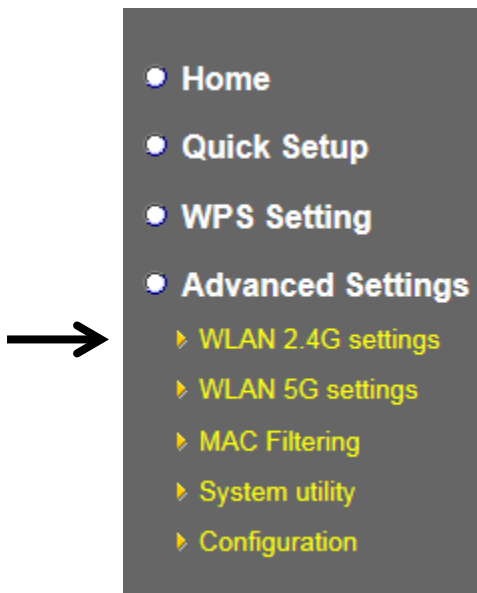 Home
Quick Setup
WPS Setting
Advanced Settings
WLAN 2.4G settings
WLAN 5G settings
MAC Filtering
System utility
Configuration